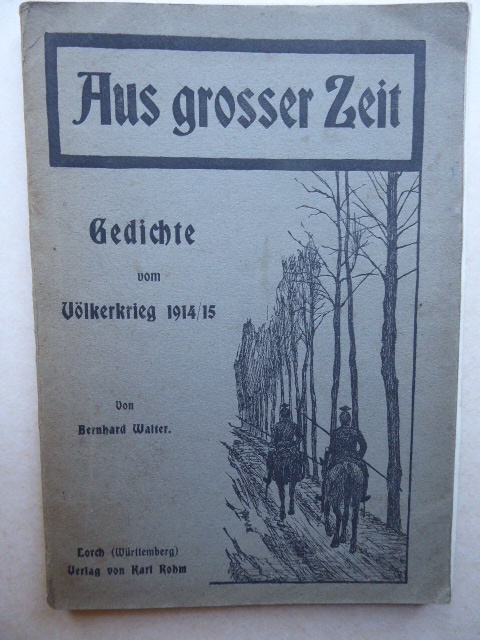 Aus grosser Zeit
Gedichte
vom
Völkerkrieg 1914/15
Von
Bernhard Walter.
Lorch (Württemberg)
Verlag von Karl Rohm